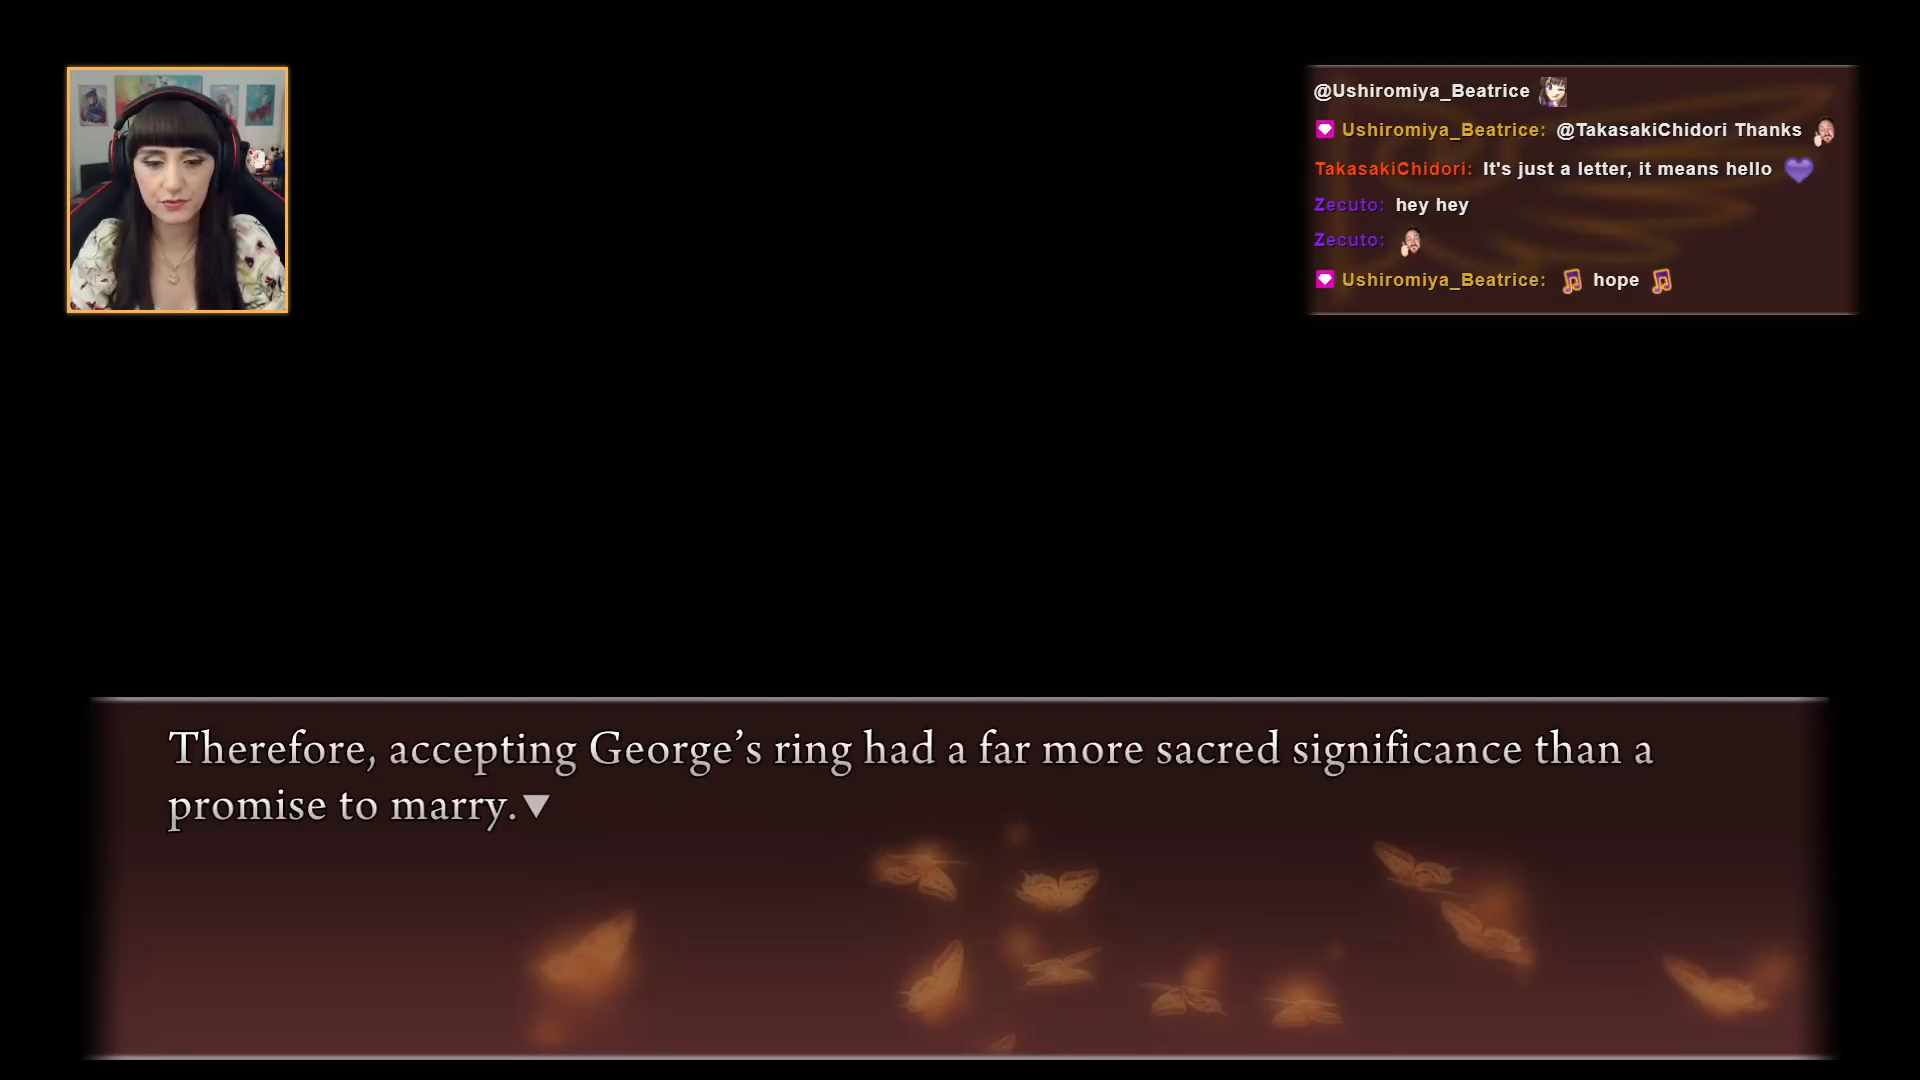 @Ushiromiya_Beatrice
Ushiromiya_Beatrice: @TakasakiChidori Thanks
TakasakiChidori: It's just a letter, it means hello
Zecuto: hey hey
Zecuto:
Ushiromiya_Beatrice: hope
Therefore, accepting George’s ring had a far more sacred significance than a
promise to marry.